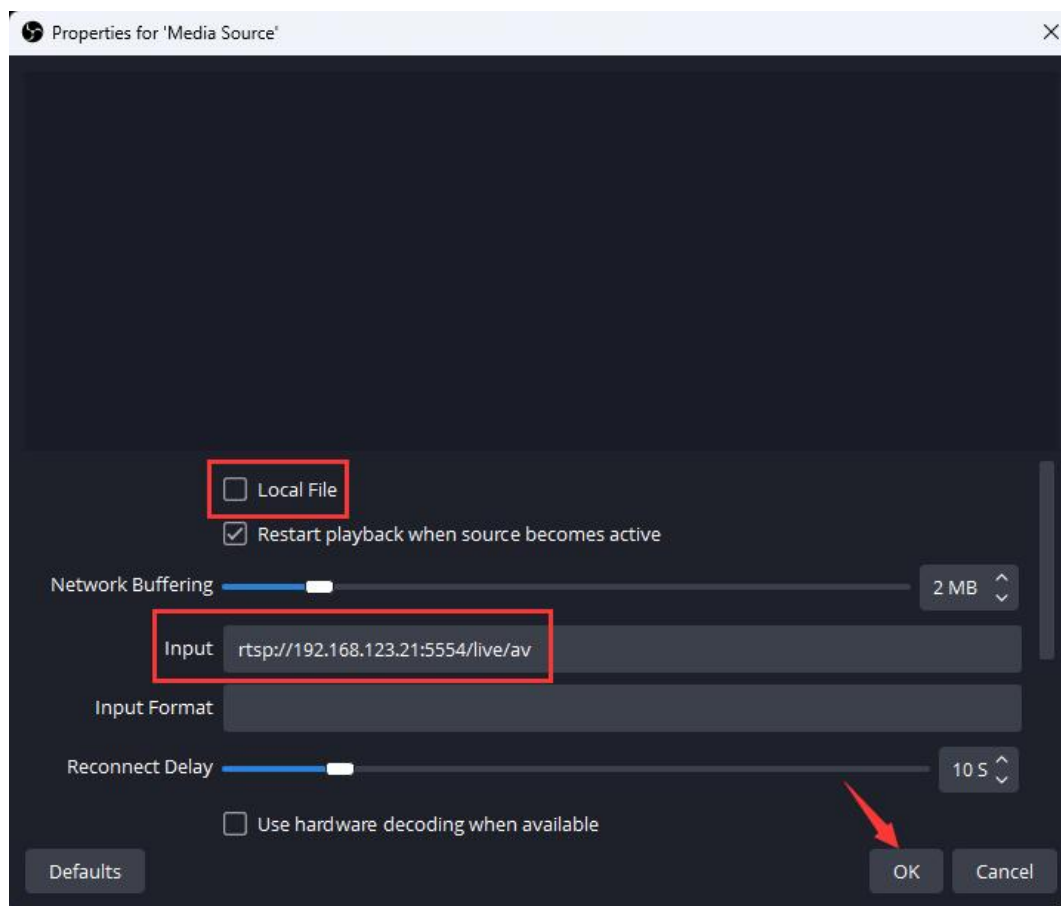 Properties for 'Media Source'
Local File
Restart playback when source becomes active
Network Buffering 2 MB
Input rtsp://192.168.123.21:5554/live/av
Input Format
Reconnect Delay 10 S
Use hardware decoding when available
Defaults OK Cancel